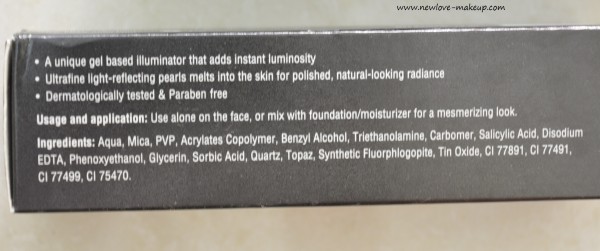 www.newlove-makeup.com
• A unique gel based illuminator that adds instant luminosity
• Ultrafine light-reflecting pearls melts into the skin for polished, natural-looking radiance
• Dermatologically tested & Paraben free
Usage and application: Use alone on the face, or mix with foundation/moisturizer for a mesmerizing look.
Ingredients: Aqua, Mica, PVP, Acrylates Copolymer, Benzyl Alcohol, Triethanolamine, Carbomer, Salicylic Acid, Disodium
EDTA, Phenoxyethanol, Glycerin, Sorbic Acid, Quartz, Topaz, Synthetic Fluorphlogopite, Tin Oxide, CI 77891, CI 77491,
CI 77499, CI 75470.